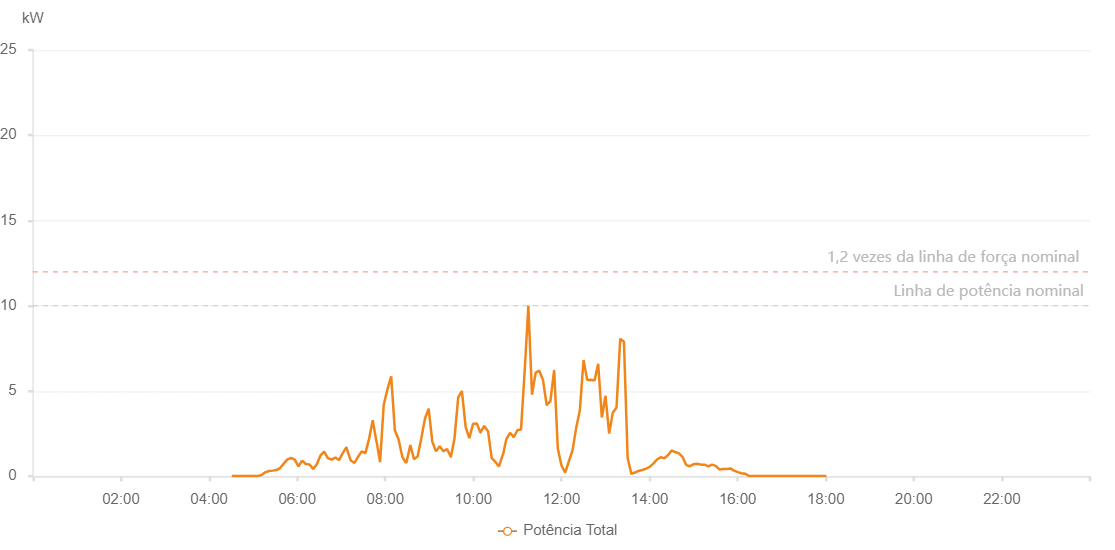 kW
25
20
15
1,2 vezes da linha de força nominal
Linha de potência nominal
10
5
0
02:00 04:00 06:00 08:00 10:00 12:00 14:00 16:00 18:00 20:00 22:00
Potência Total